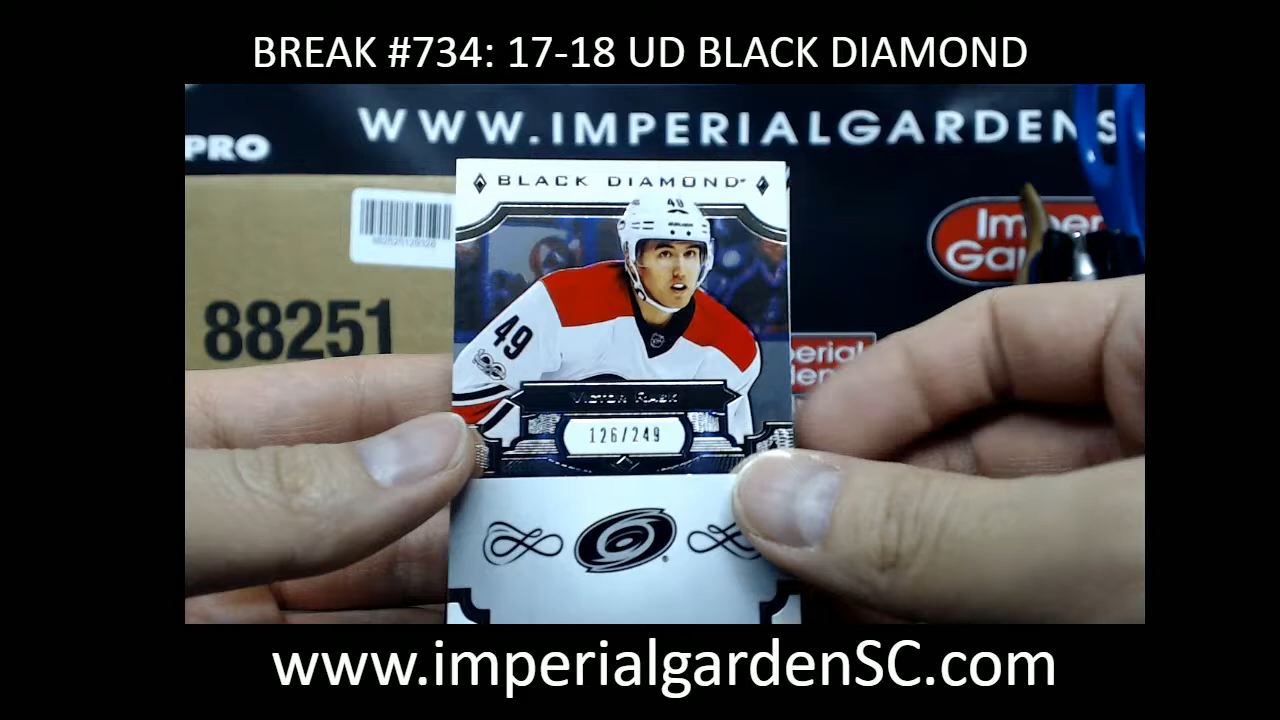 BREAK #734: 17-18 UD BLACK DIAMOND
WWW.IMPERIALGARDENS
PRO
BLACK DIAMOND
49
49
88251
VICTOR RASK
126/249
www.imperialgardenSC.com